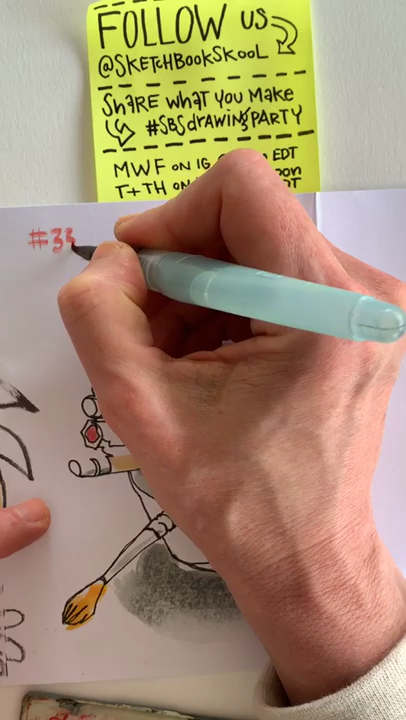 FOLLOW US
@SKETCHBOOKSKOOL
SHARE WHAT YOU MAKE
#SBSdrawingPARTY
MWF ON IG EDT
T+TH ON
#33